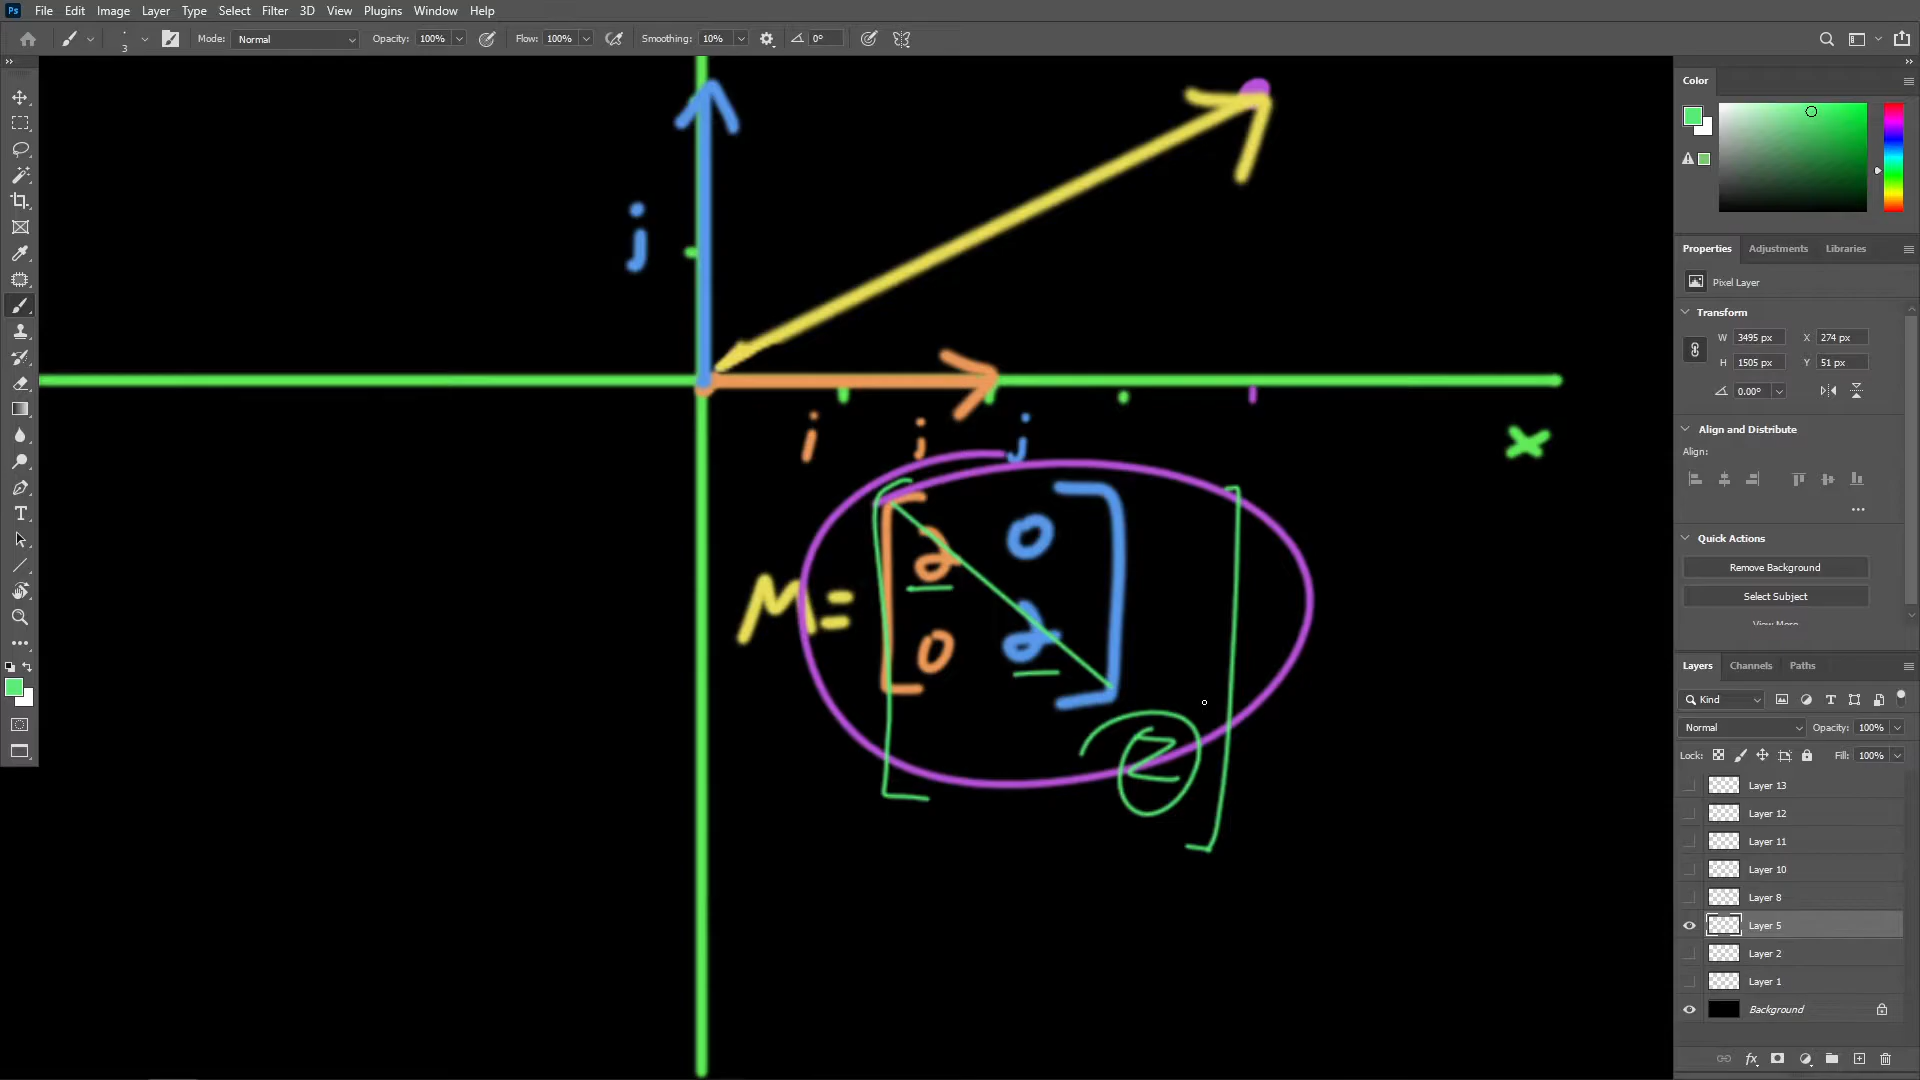 Ps File Edit Image Layer Type Select Filter 3D View Plugins Window Help
3 Mode: Normal Opacity: 100% Flow: 100% Smoothing: 10% 0°
Color
Properties Adjustments Libraries
Pixel Layer
Transform
W 3495 px X 274 px
H 1505 px Y 51 px
0.00°
Align and Distribute
Align:
Quick Actions
Remove Background
Select Subject
View More
Layers Channels Paths
Kind
Normal Opacity: 100%
Lock: Fill: 100%
Layer 13
Layer 12
Layer 11
Layer 10
Layer 8
Layer 5
Layer 2
Layer 1
Background
j
i j j
x
M= [2 0
0 2]
z